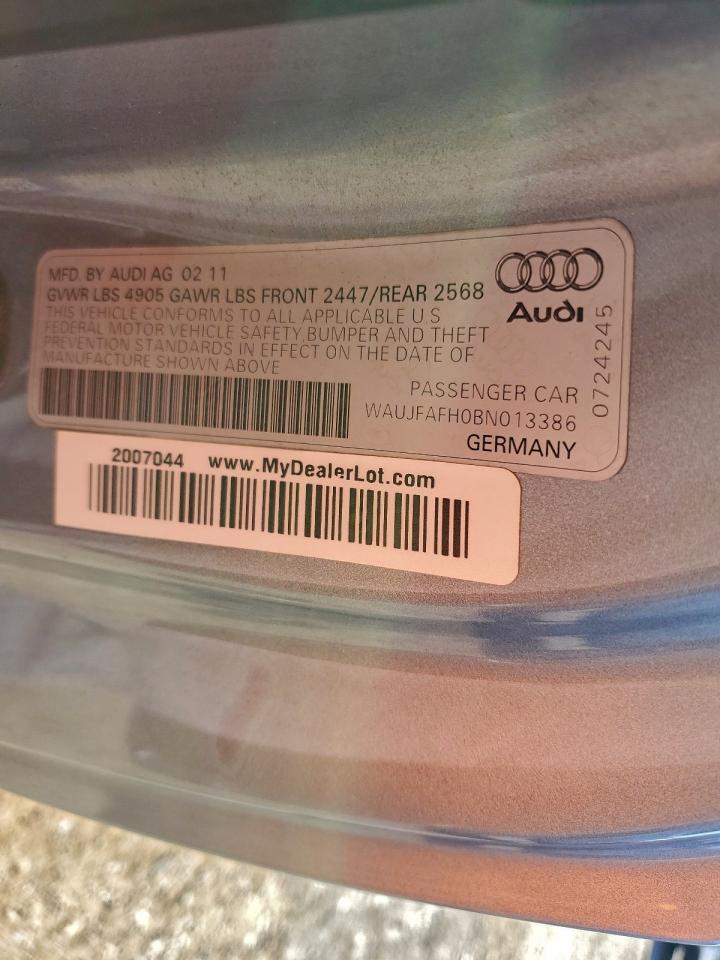 MFD. BY AUDI AG 02 11
GVWR LBS 4905 GAWR LBS FRONT 2447/REAR 2568
THIS VEHICLE CONFORMS TO ALL APPLICABLE U.S
FEDERAL MOTOR VEHICLE SAFETY,BUMPER AND THEFT
PREVENTION STANDARDS IN EFFECT ON THE DATE OF
MANUFACTURE SHOWN ABOVE
Audi
0724245
PASSENGER CAR
WAUJFAFH0BN013386
GERMANY
2007044 www.MyDealerLot.com